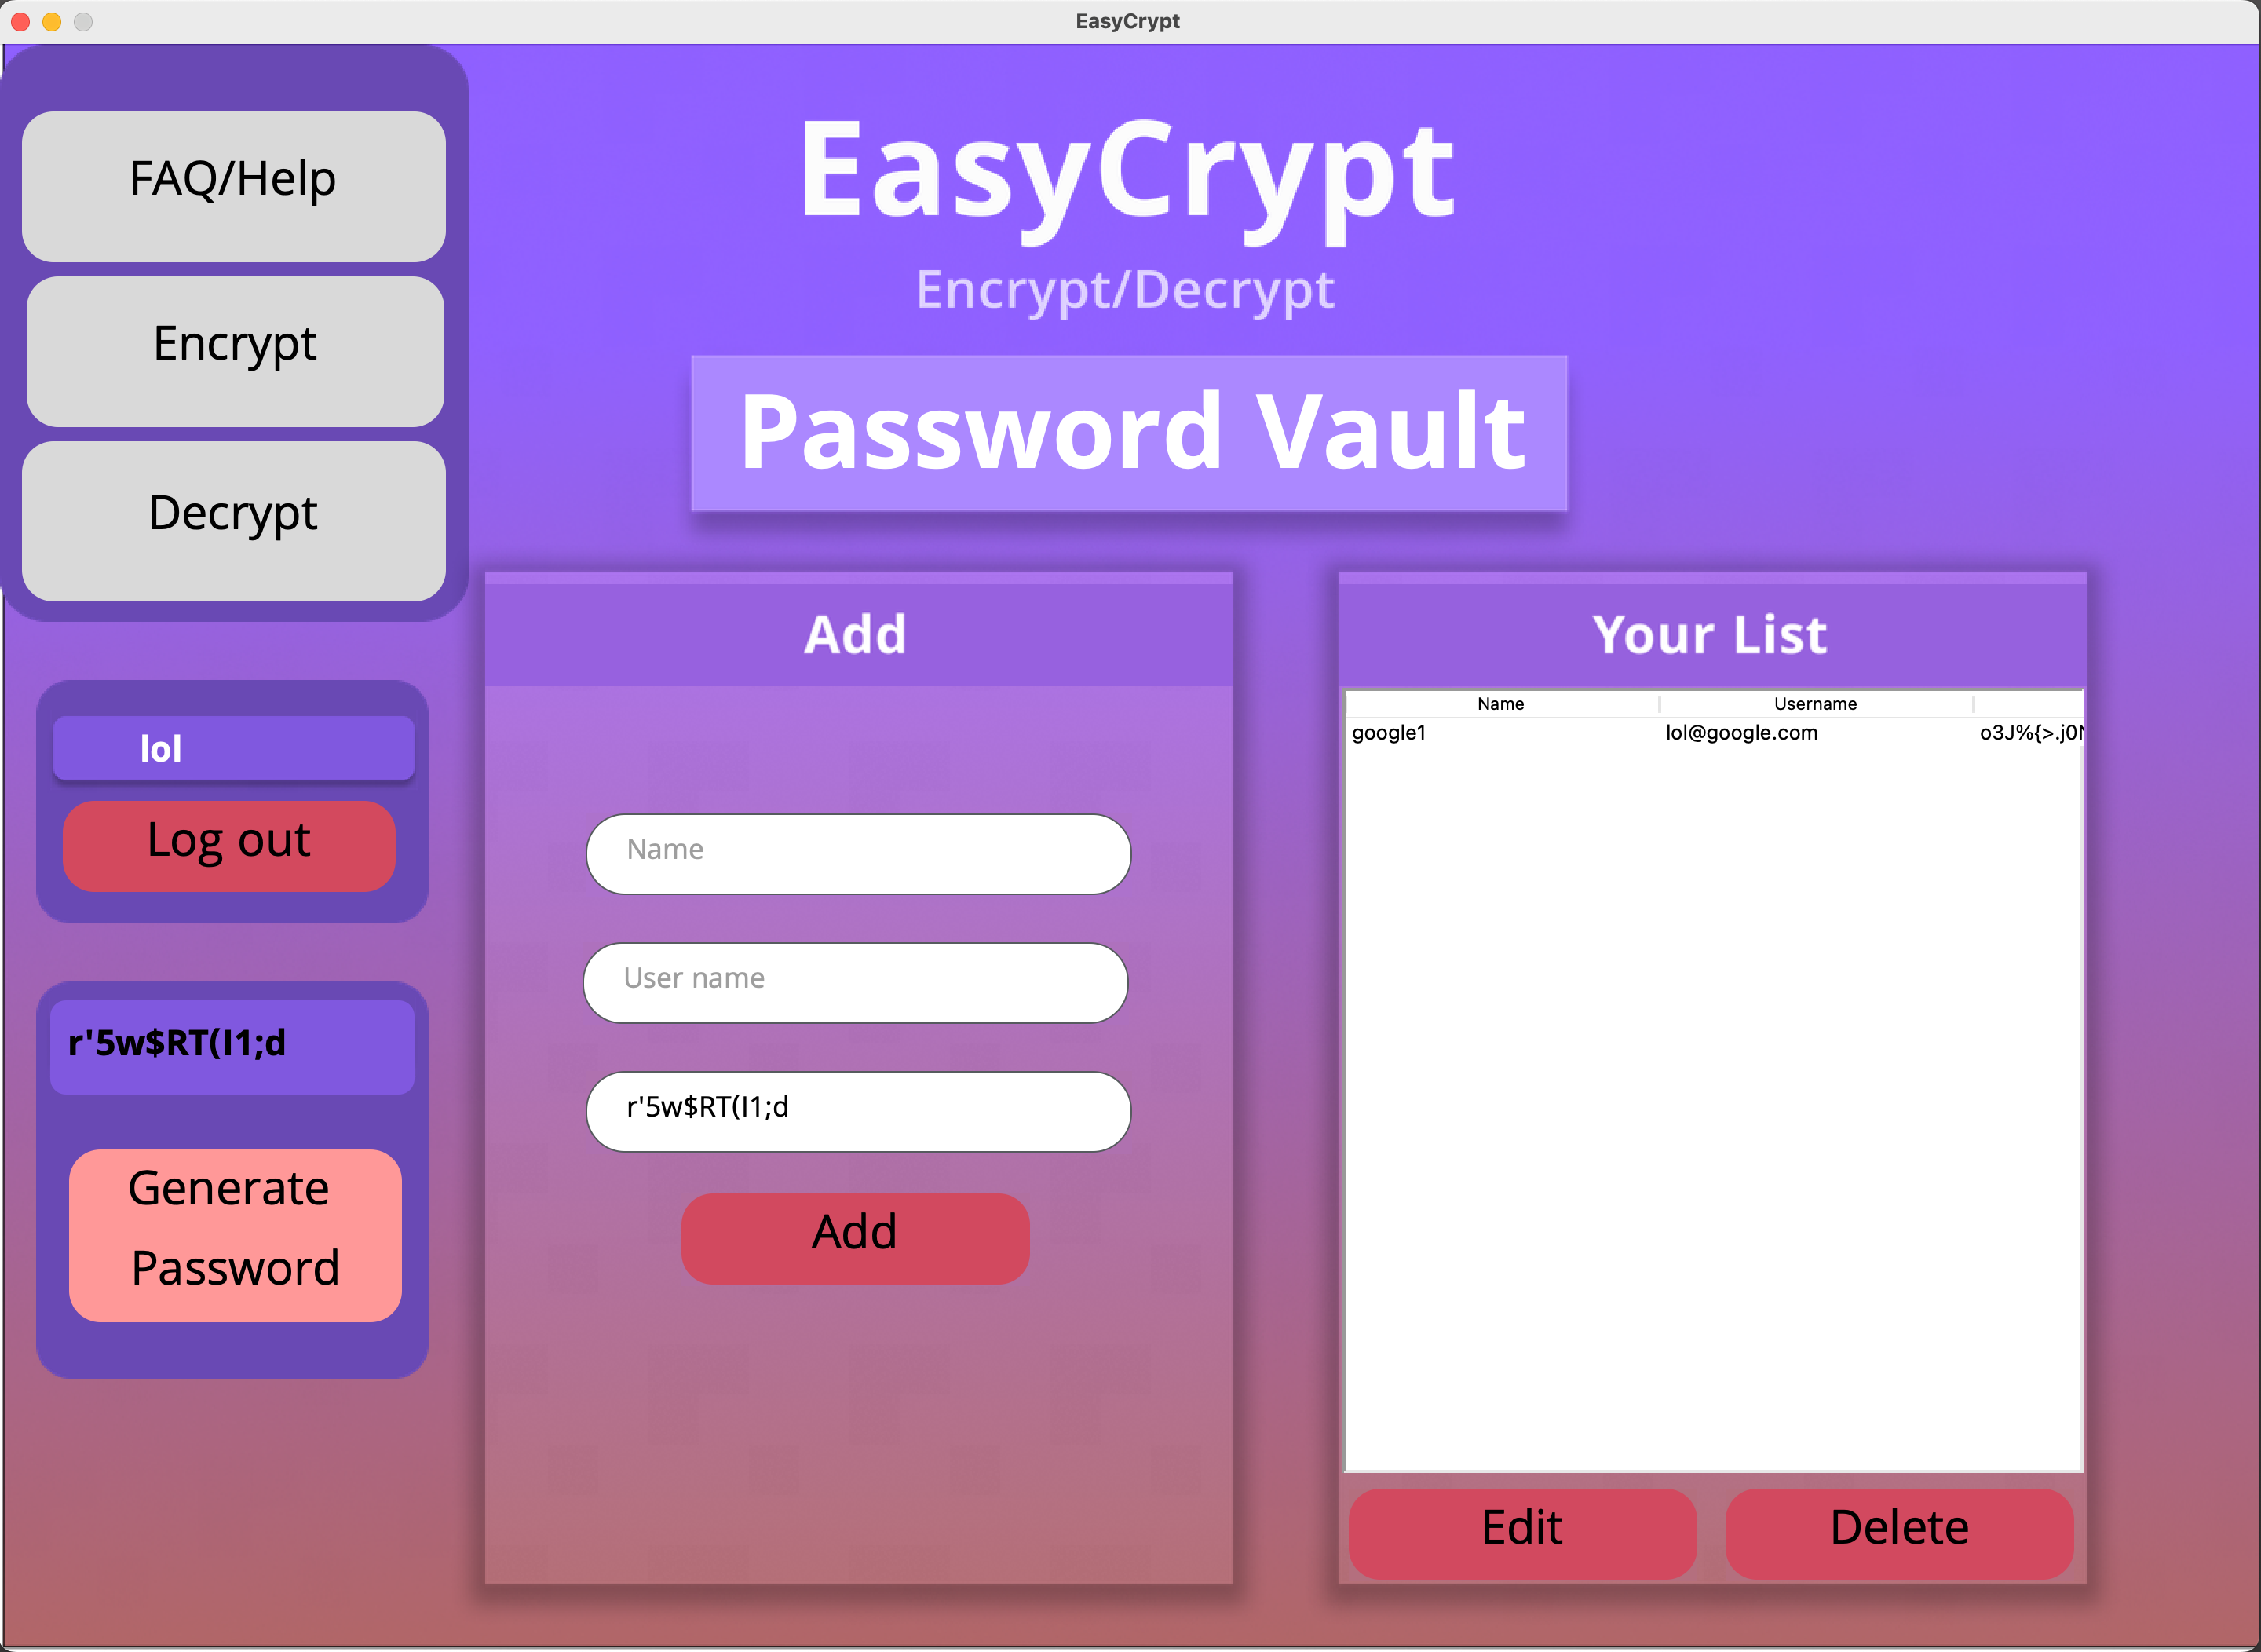 EasyCrypt
FAQ/Help
Encrypt
Decrypt
EasyCrypt
Encrypt/Decrypt
Password Vault
lol
Log out
r'5w$RT(I1;d
Generate
Password
Add
Name
User name
r'5w$RT(I1;d
Add
Your List
Name Username
google1 lol@google.com o3J%{>.j0
Edit Delete